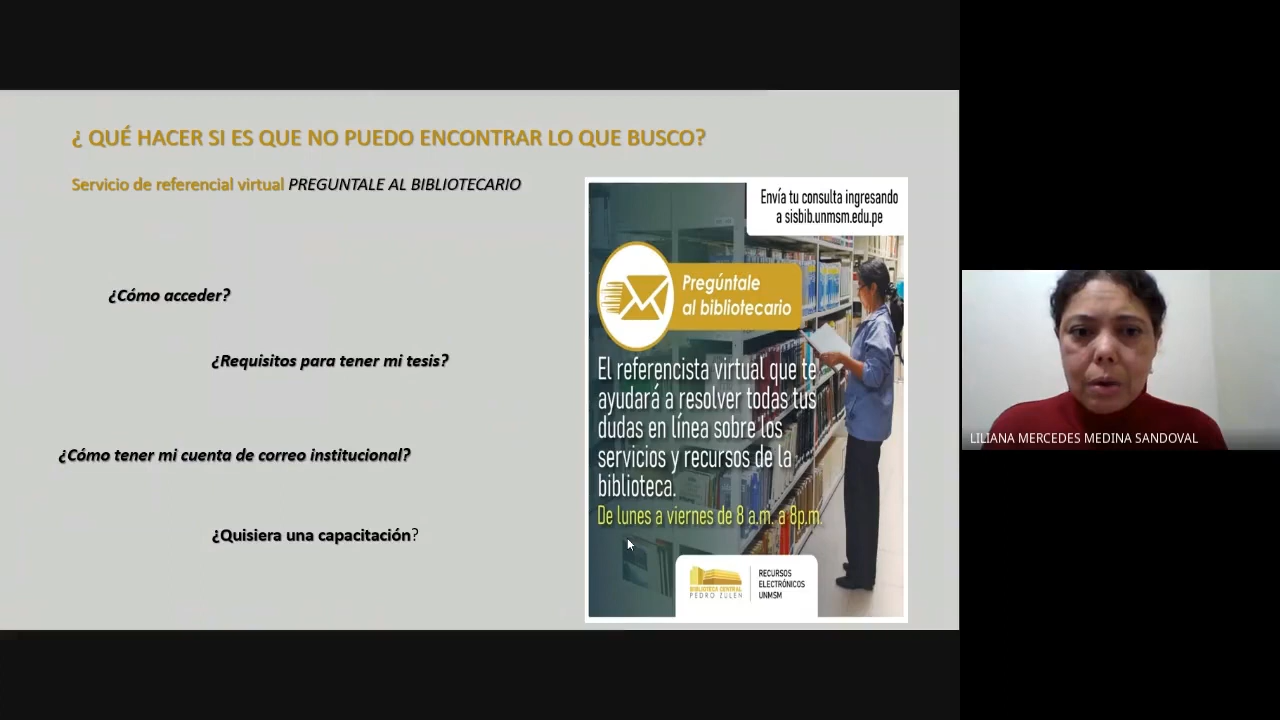 ¿ QUÉ HACER SI ES QUE NO PUEDO ENCONTRAR LO QUE BUSCO?
Servicio de referencial virtual PREGUNTALE AL BIBLIOTECARIO
¿Cómo acceder?
¿Requisitos para tener mi tesis?
¿Cómo tener mi cuenta de correo institucional?
¿Quisiera una capacitación?
Envía tu consulta ingresando
a sisbib.unmsm.edu.pe
Pregúntale
al bibliotecario
El referencista virtual que te
ayudará a resolver todas tus
dudas en línea sobre los
servicios y recursos de la
biblioteca.
De lunes a viernes de 8 a.m. a 8p.m.
BIBLIOTECA CENTRAL
PEDRO ZULEN
RECURSOS
ELECTRÓNICOS
UNMSM
LILIANA MERCEDES MEDINA SANDOVAL